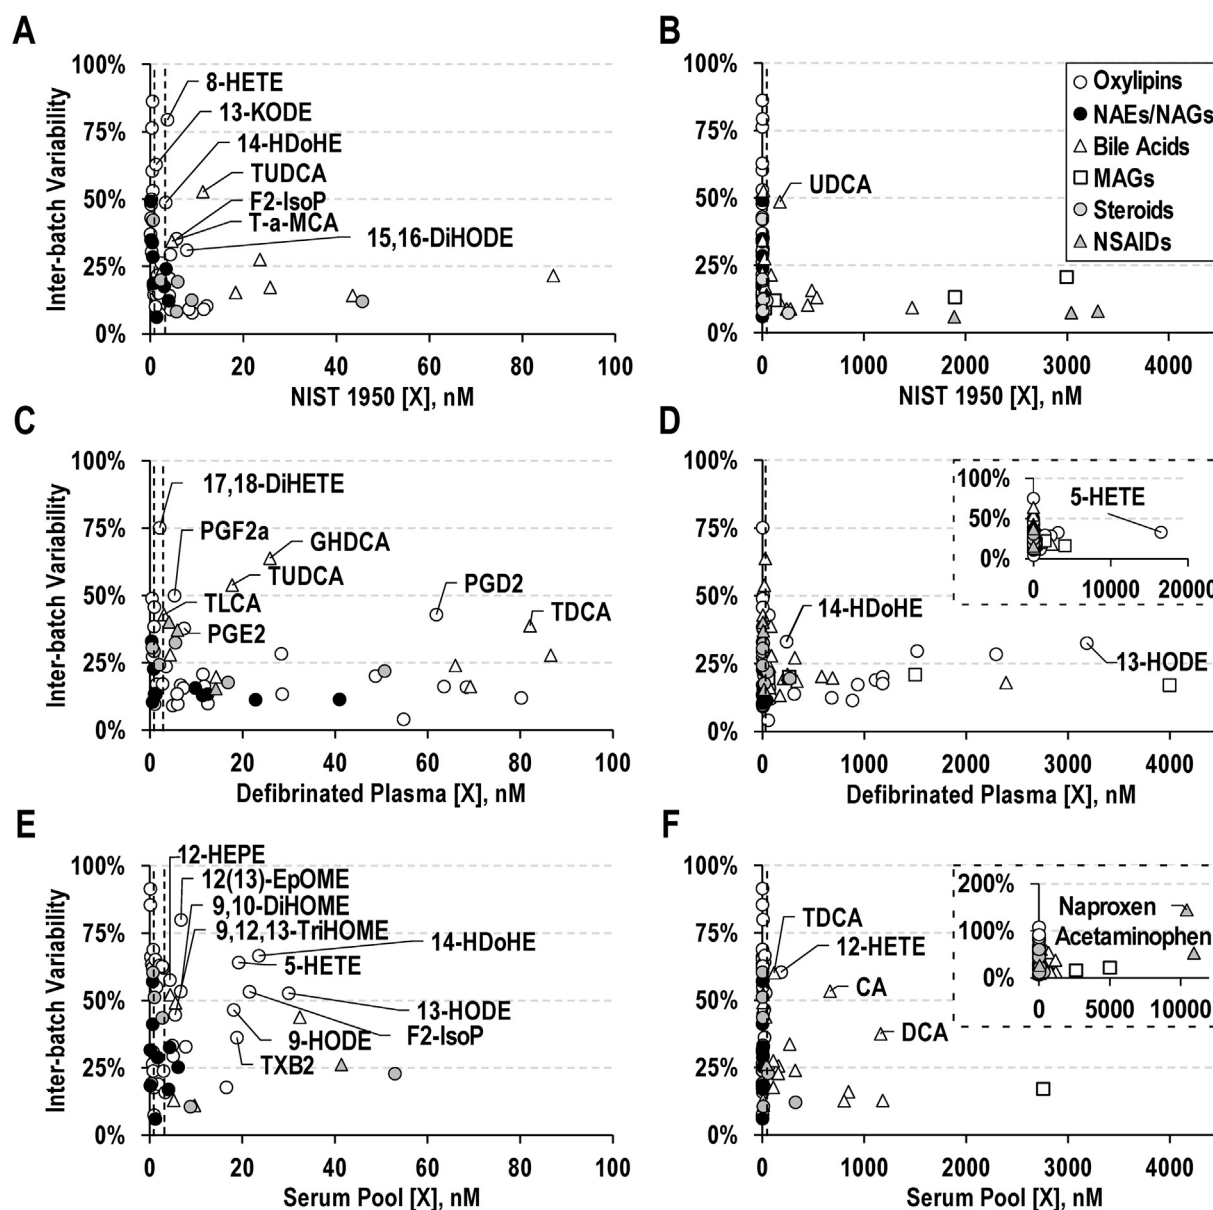 A
Inter-batch Variability
100%
75%
50%
25%
0%
8-HETE
13-KODE
14-HDoHE
TUDCA
F2-IsoP
T-a-MCA
15,16-DiHODE
0 20 40 60 80 100
NIST 1950 [X], nM
B
100%
75%
50%
25%
0%
UDCA
Oxylipins
NAEs/NAGs
Bile Acids
MAGs
Steroids
NSAIDs
0 1000 2000 3000 4000
NIST 1950 [X], nM
C
Inter-batch Variability
100%
75%
50%
25%
0%
17,18-DiHETE
PGF2a
GHDCA
TUDCA
TLCA
PGE2
PGD2
TDCA
0 20 40 60 80 100
Defibrinated Plasma [X], nM
D
100%
75%
50%
25%
0%
100%
50%
0%
5-HETE
0 10000 20000
14-HDoHE
13-HODE
0 1000 2000 3000 4000
Defibrinated Plasma [X], nM
E
Inter-batch Variability
100%
75%
50%
25%
0%
12-HEPE
12(13)-EpOME
9,10-DiHOME
9,12,13-TriHOME
14-HDoHE
5-HETE
13-HODE
F2-IsoP
9-HODE
TXB2
0 20 40 60 80 100
Serum Pool [X], nM
F
100%
75%
50%
25%
0%
200%
100%
0%
Naproxen
Acetaminophen
0 5000 10000
TDCA
12-HETE
CA
DCA
0 1000 2000 3000 4000
Serum Pool [X], nM